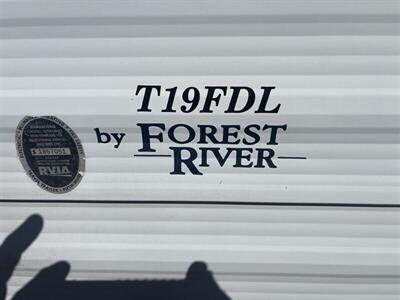 T19FDL
by FOREST
RIVER
RVIA